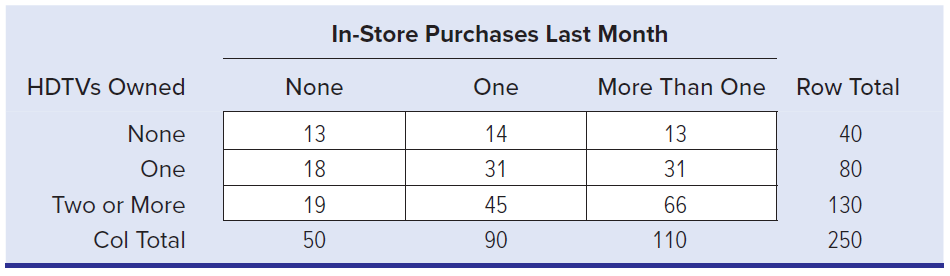 In-Store Purchases Last Month
HDTVs Owned None One More Than One Row Total
None 13 14 13 40
One 18 31 31 80
Two or More 19 45 66 130
Col Total 50 90 110 250